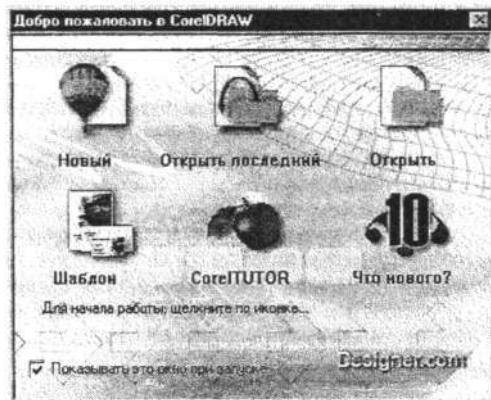 Добро пожаловать в CorelDRAW
Новый Открыть последний Открыть
10
Шаблон CorelTUTOR Что нового?
Для начала работы, щелкните по иконке...
Показывать это окно при запуске
Designer.com